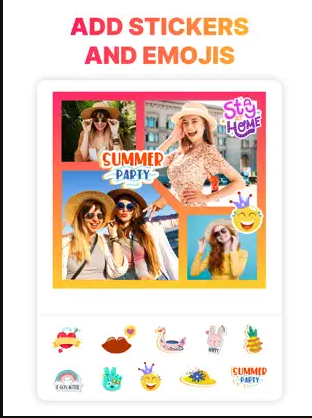 ADD STICKERS
AND EMOJIS
Stay
HOME
SUMMER
PARTY
SUMMER
PARTY